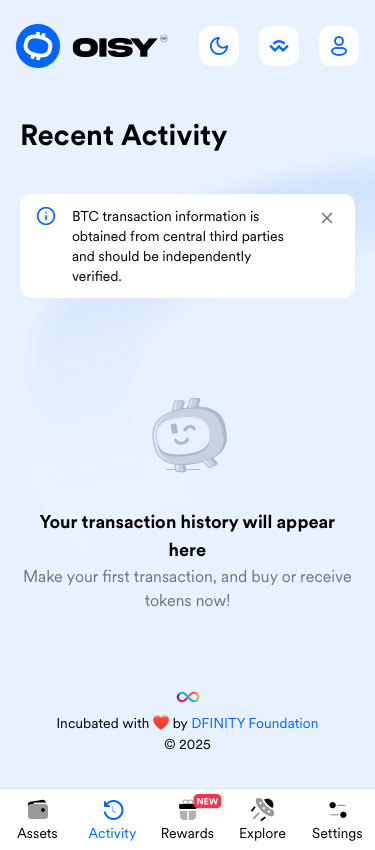 OISY
Recent Activity
BTC transaction information is
obtained from central third parties
and should be independently
verified.
Your transaction history will appear
here
Make your first transaction, and buy or receive
tokens now!
Incubated with ❤️ by DFINITY Foundation
© 2025
NEW
Assets Activity Rewards Explore Settings